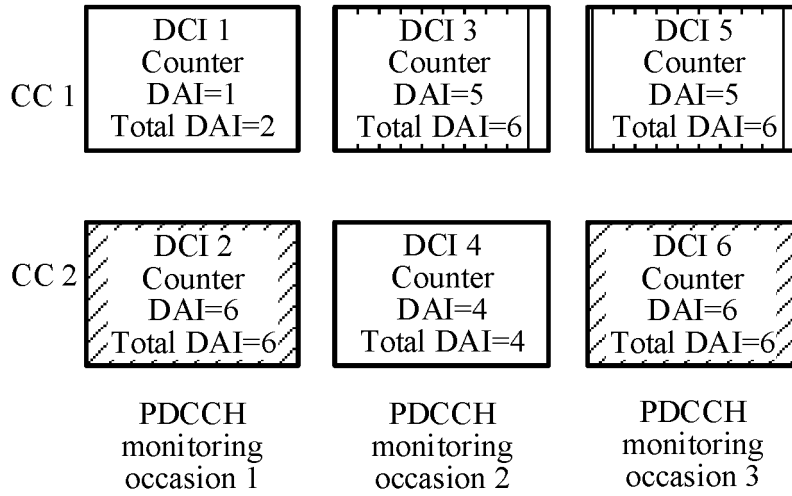 CC 1
DCI 1
Counter
DAI=1
Total DAI=2
DCI 3
Counter
DAI=5
Total DAI=6
DCI 5
Counter
DAI=5
Total DAI=6
CC 2
DCI 2
Counter
DAI=6
Total DAI=6
DCI 4
Counter
DAI=4
Total DAI=4
DCI 6
Counter
DAI=6
Total DAI=6
PDCCH
monitoring
occasion 1
PDCCH
monitoring
occasion 2
PDCCH
monitoring
occasion 3